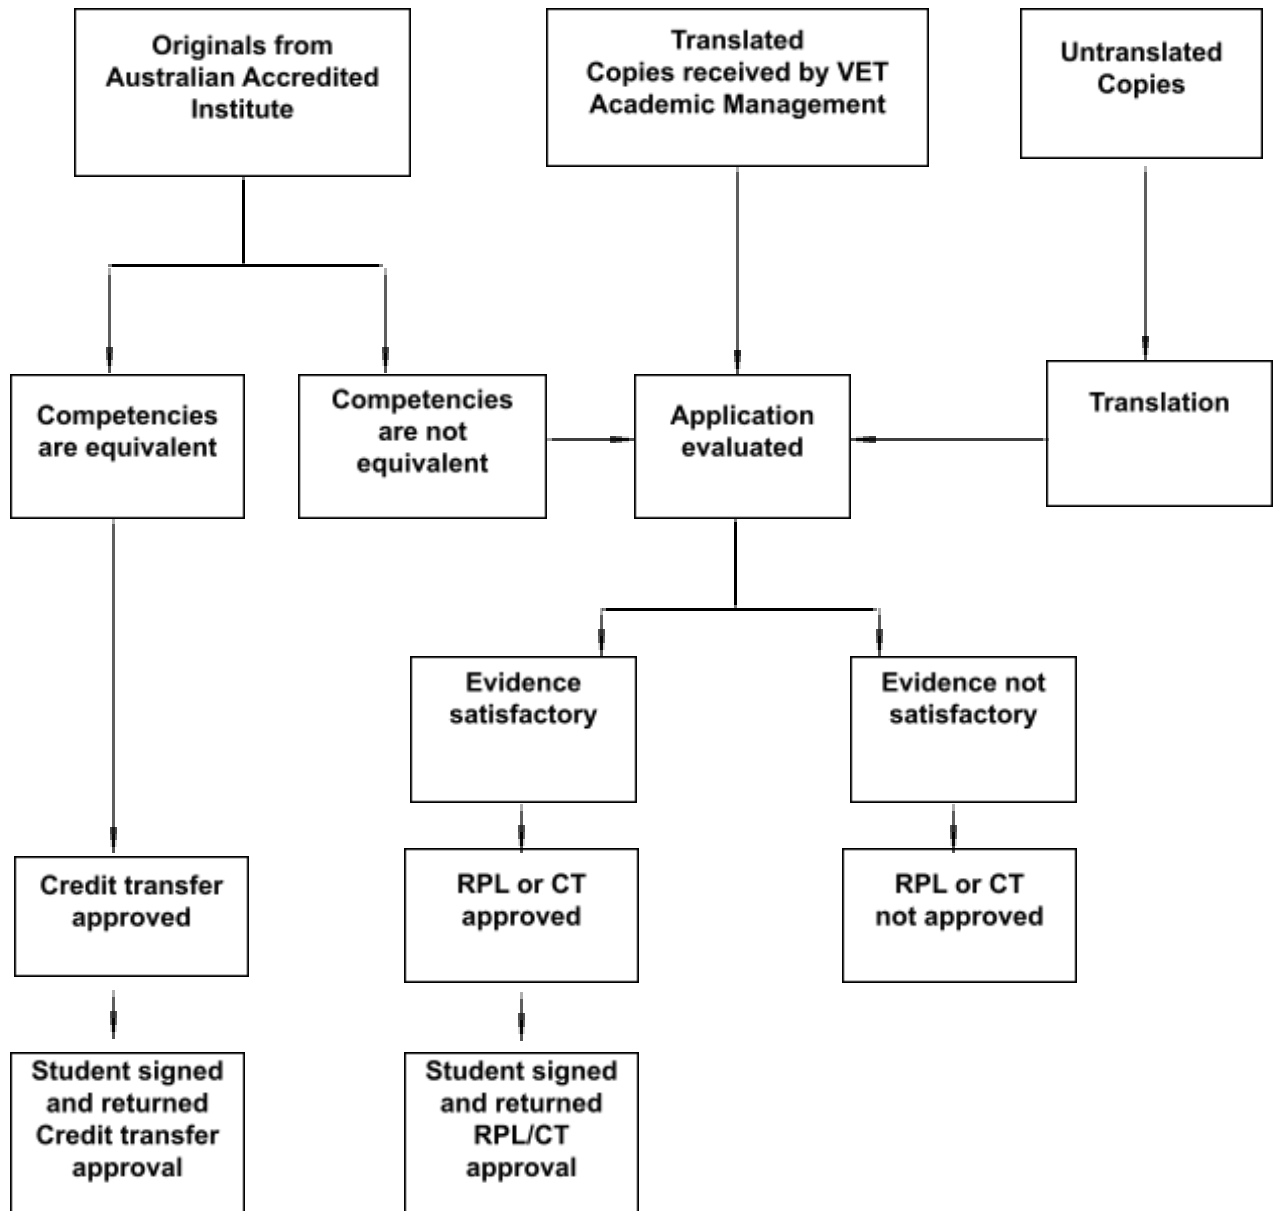 Originals from
Australian Accredited
Institute
Translated
Copies received by VET
Academic Management
Untranslated
Copies
Competencies
are equivalent
Competencies
are not
equivalent
Application
evaluated
Translation
Evidence
satisfactory
Evidence not
satisfactory
Credit transfer
approved
RPL or CT
approved
RPL or CT
not approved
Student signed
and returned
Credit transfer
approval
Student signed
and returned
RPL/CT
approval